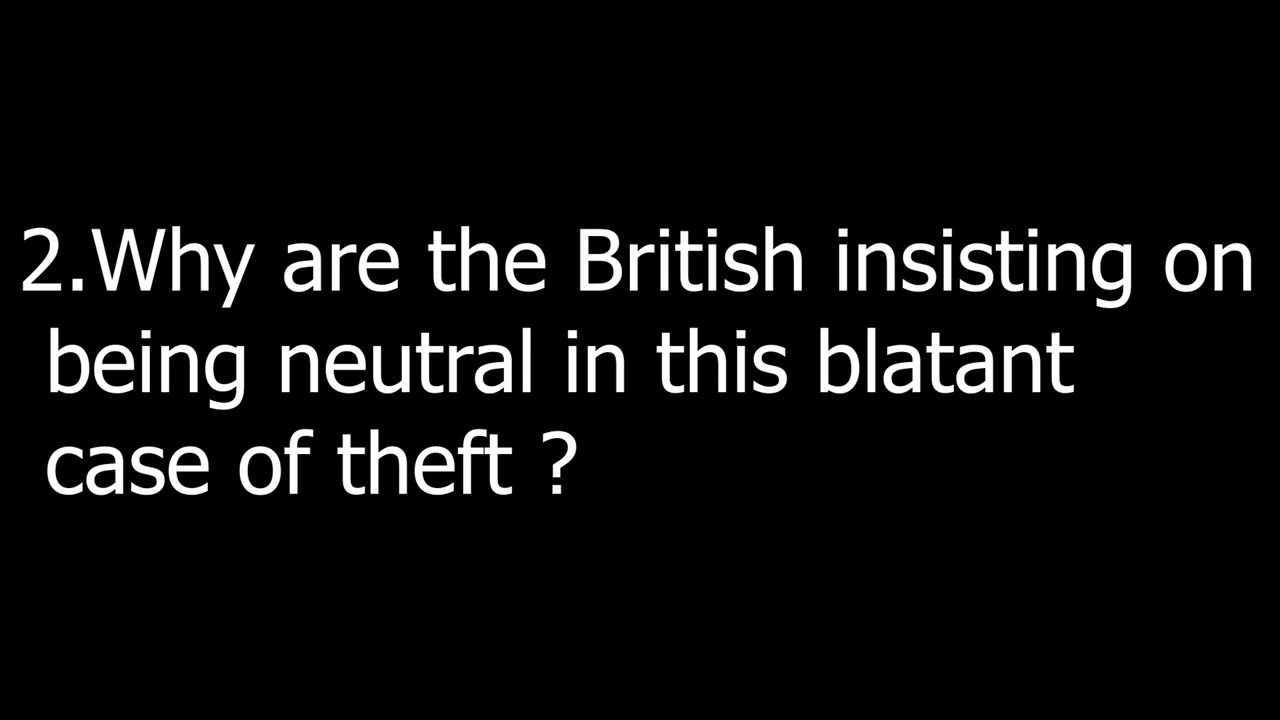 2.Why are the British insisting on
being neutral in this blatant
case of theft ?